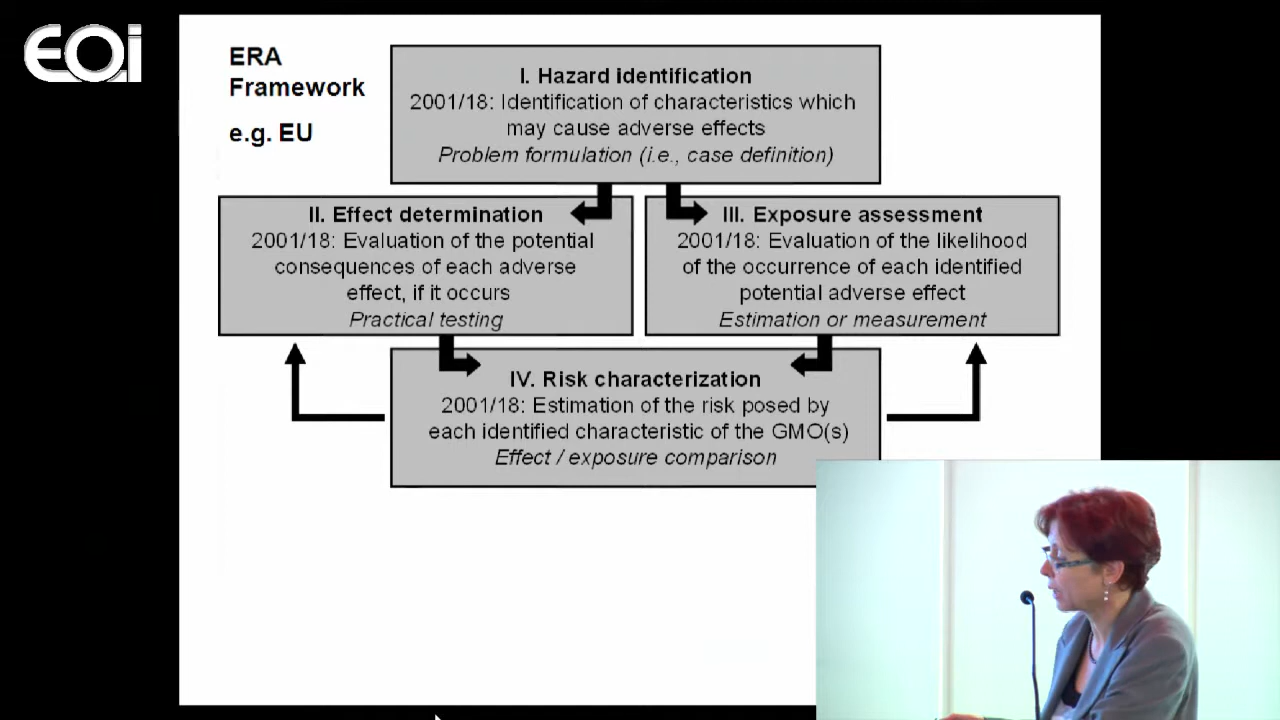 EOi
ERA
Framework
e.g. EU
I. Hazard identification
2001/18: Identification of characteristics which
may cause adverse effects
Problem formulation (i.e., case definition)
II. Effect determination
2001/18: Evaluation of the potential
consequences of each adverse
effect, if it occurs
Practical testing
III. Exposure assessment
2001/18: Evaluation of the likelihood
of the occurrence of each identified
potential adverse effect
Estimation or measurement
IV. Risk characterization
2001/18: Estimation of the risk posed by
each identified characteristic of the GMO(s)
Effect / exposure comparison